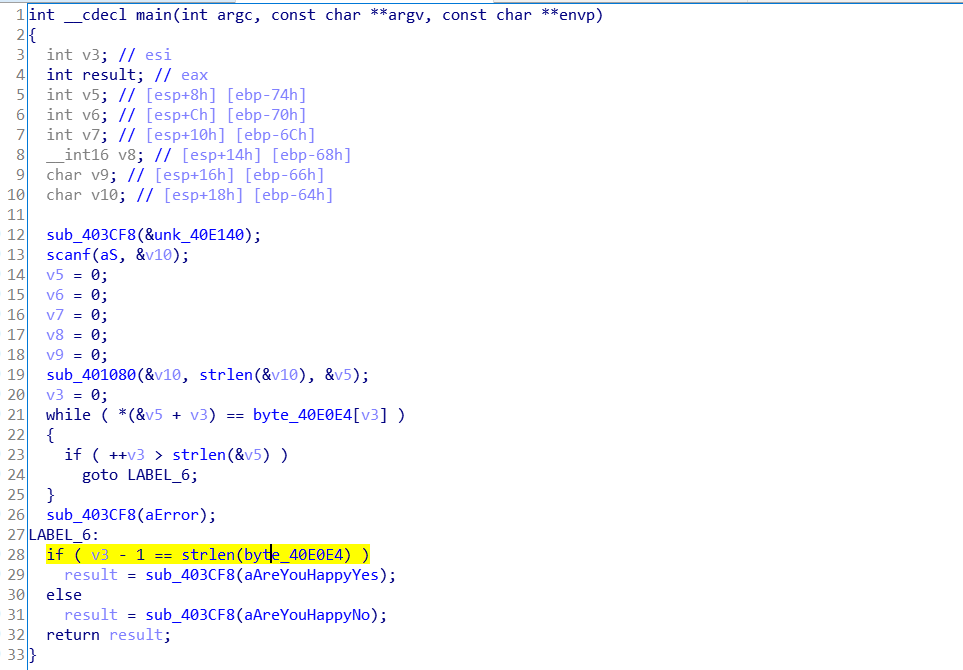 1 int __cdecl main(int argc, const char **argv, const char **envp)
2 {
3 int v3; // esi
4 int result; // eax
5 int v5; // [esp+8h] [ebp-74h]
6 int v6; // [esp+Ch] [ebp-70h]
7 int v7; // [esp+10h] [ebp-6Ch]
8 __int16 v8; // [esp+14h] [ebp-68h]
9 char v9; // [esp+16h] [ebp-66h]
10 char v10; // [esp+18h] [ebp-64h]
11
12 sub_403CF8(&unk_40E140);
13 scanf(aS, &v10);
14 v5 = 0;
15 v6 = 0;
16 v7 = 0;
17 v8 = 0;
18 v9 = 0;
19 sub_401080(&v10, strlen(&v10), &v5);
20 v3 = 0;
21 while ( *(&v5 + v3) == byte_40E0E4[v3] )
22 {
23 if ( ++v3 > strlen(&v5) )
24 goto LABEL_6;
25 }
26 sub_403CF8(aError);
27 LABEL_6:
28 if ( v3 - 1 == strlen(byte_40E0E4) )
29 result = sub_403CF8(aAreYouHappyYes);
30 else
31 result = sub_403CF8(aAreYouHappyNo);
32 return result;
33 }